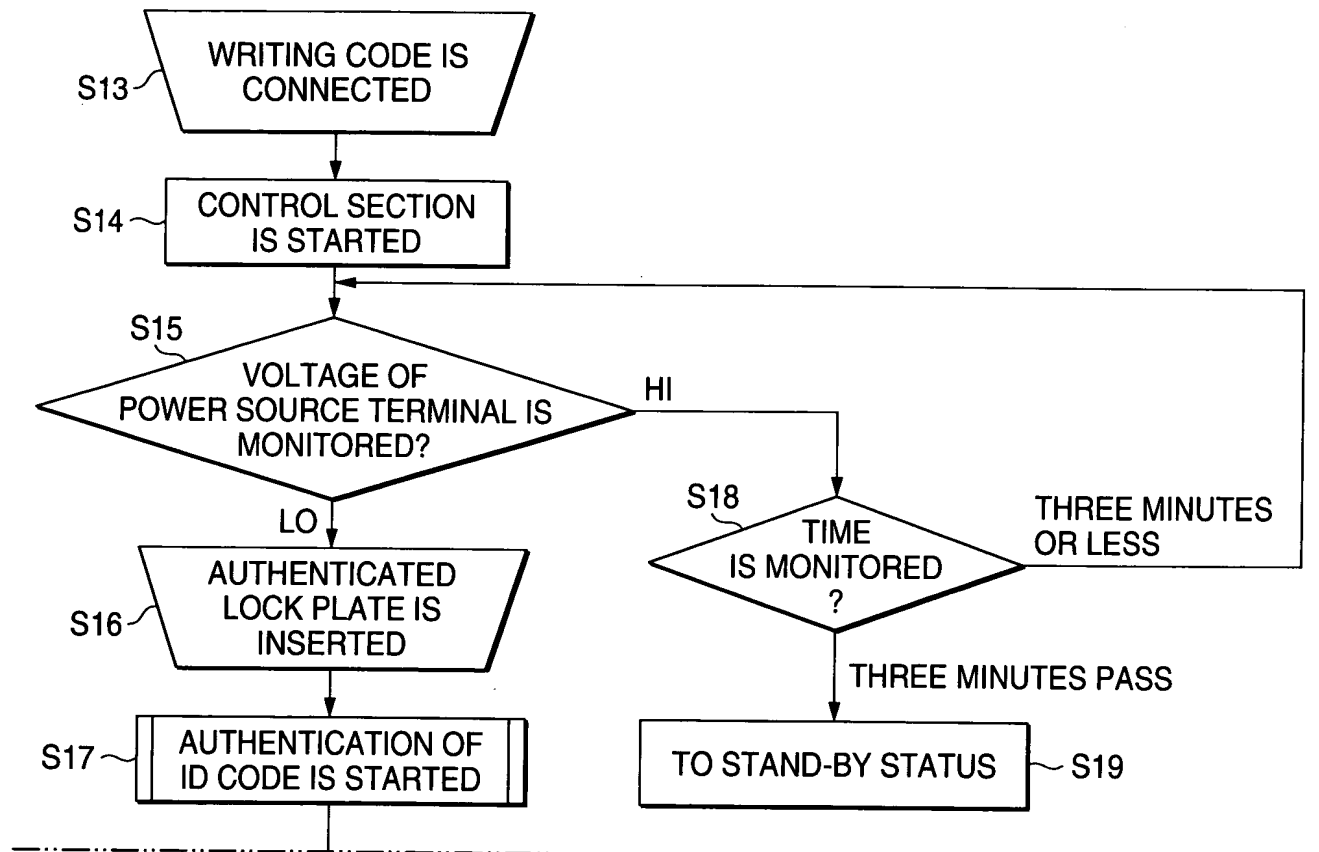 WRITING CODE IS
CONNECTED
S13
CONTROL SECTION
IS STARTED
S14
S15
VOLTAGE OF
POWER SOURCE TERMINAL IS
MONITORED?
HI
LO
S18
TIME
IS MONITORED
?
THREE MINUTES
OR LESS
AUTHENTICATED
LOCK PLATE IS
INSERTED
S16
THREE MINUTES PASS
AUTHENTICATION OF
ID CODE IS STARTED
S17
TO STAND-BY STATUS
S19